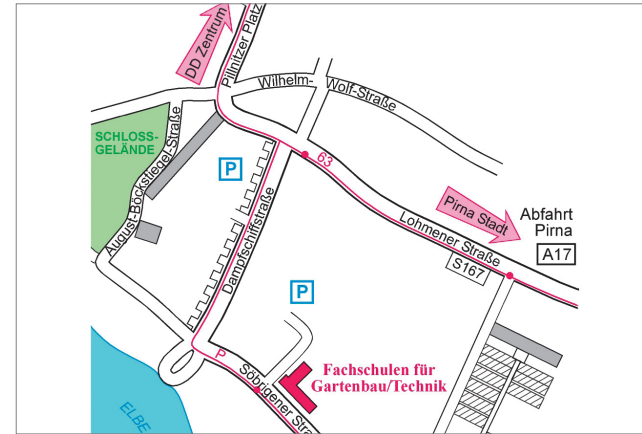 DD Zentrum
Pillnitzer Platz
Wilhelm-Wolf-Straße
SCHLOSS-
GELÄNDE
August-Böckstiegel-Straße
P
63
Pirna Stadt
Abfahrt
Pirna
A17
Lohmener Straße
S167
Dampfschiffstraße
P
P
Söbrigener Stra
Fachschulen für
Gartenbau/Technik
ELBE